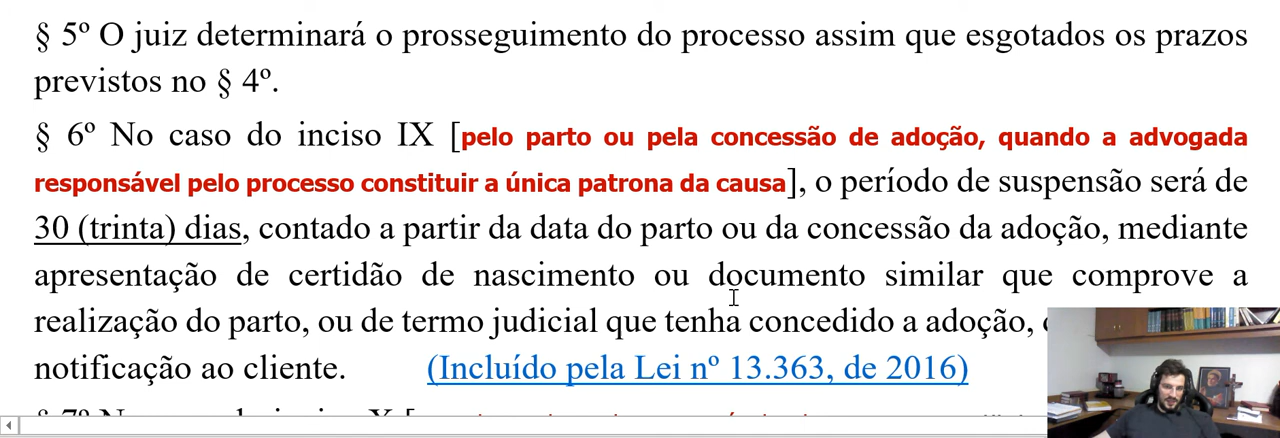 § 5º O juiz determinará o prosseguimento do processo assim que esgotados os prazos
previstos no § 4º.
§ 6º No caso do inciso IX [pelo parto ou pela concessão de adoção, quando a advogada
responsável pelo processo constituir a única patrona da causa], o período de suspensão será de
30 (trinta) dias, contado a partir da data do parto ou da concessão da adoção, mediante
apresentação de certidão de nascimento ou documento similar que comprove a
realização do parto, ou de termo judicial que tenha concedido a adoção,
notificação ao cliente. (Incluído pela Lei nº 13.363, de 2016)